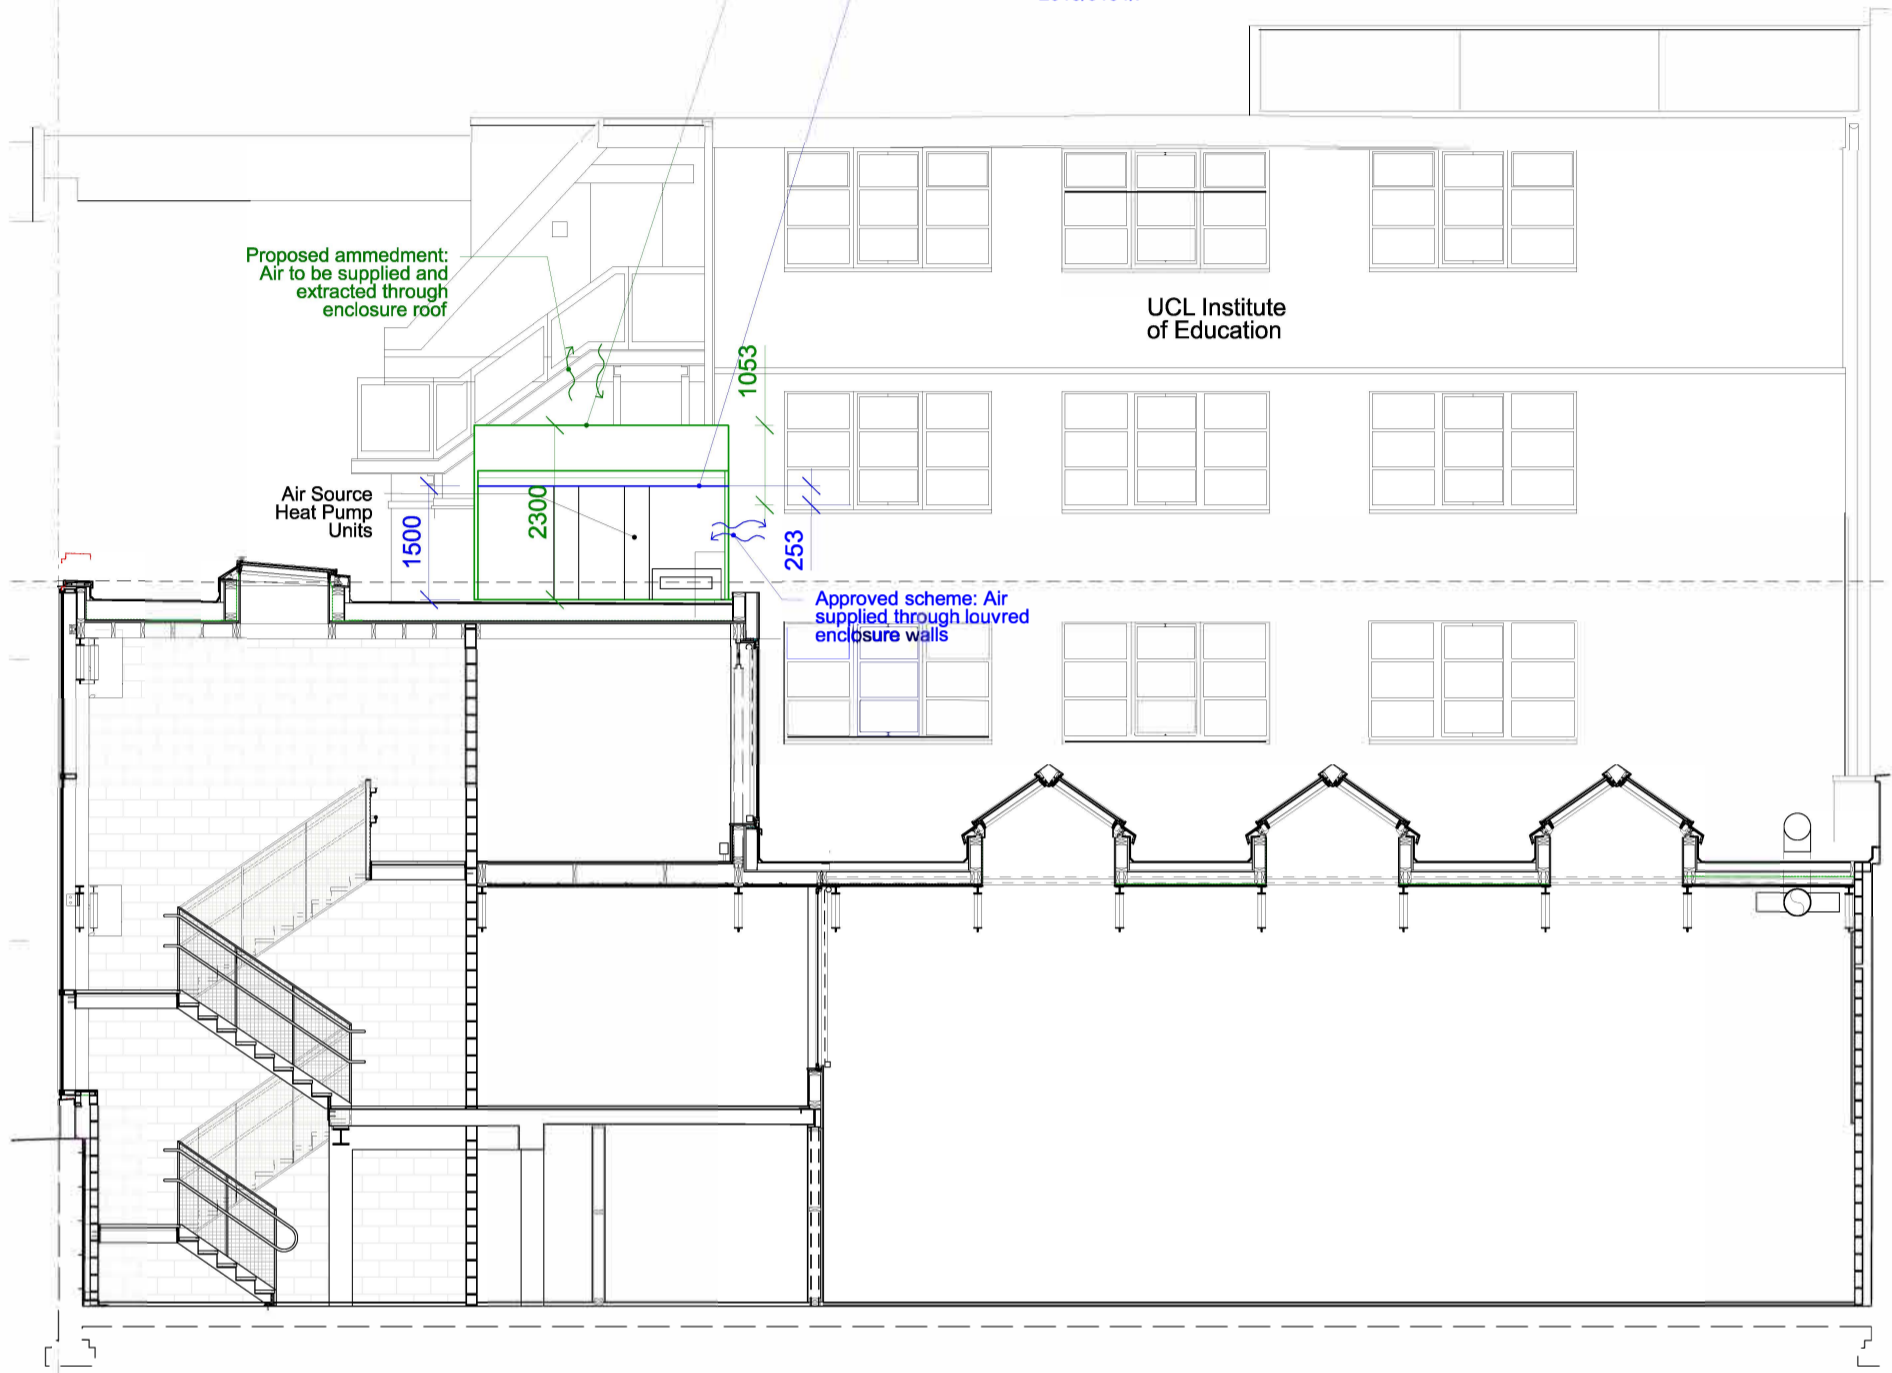 Proposed ammedment:
Air to be supplied and
extracted through
enclosure roof
UCL Institute
of Education
1053
Air Source
Heat Pump
Units
1500
2300
253
Approved scheme: Air
supplied through louvred
enclosure walls